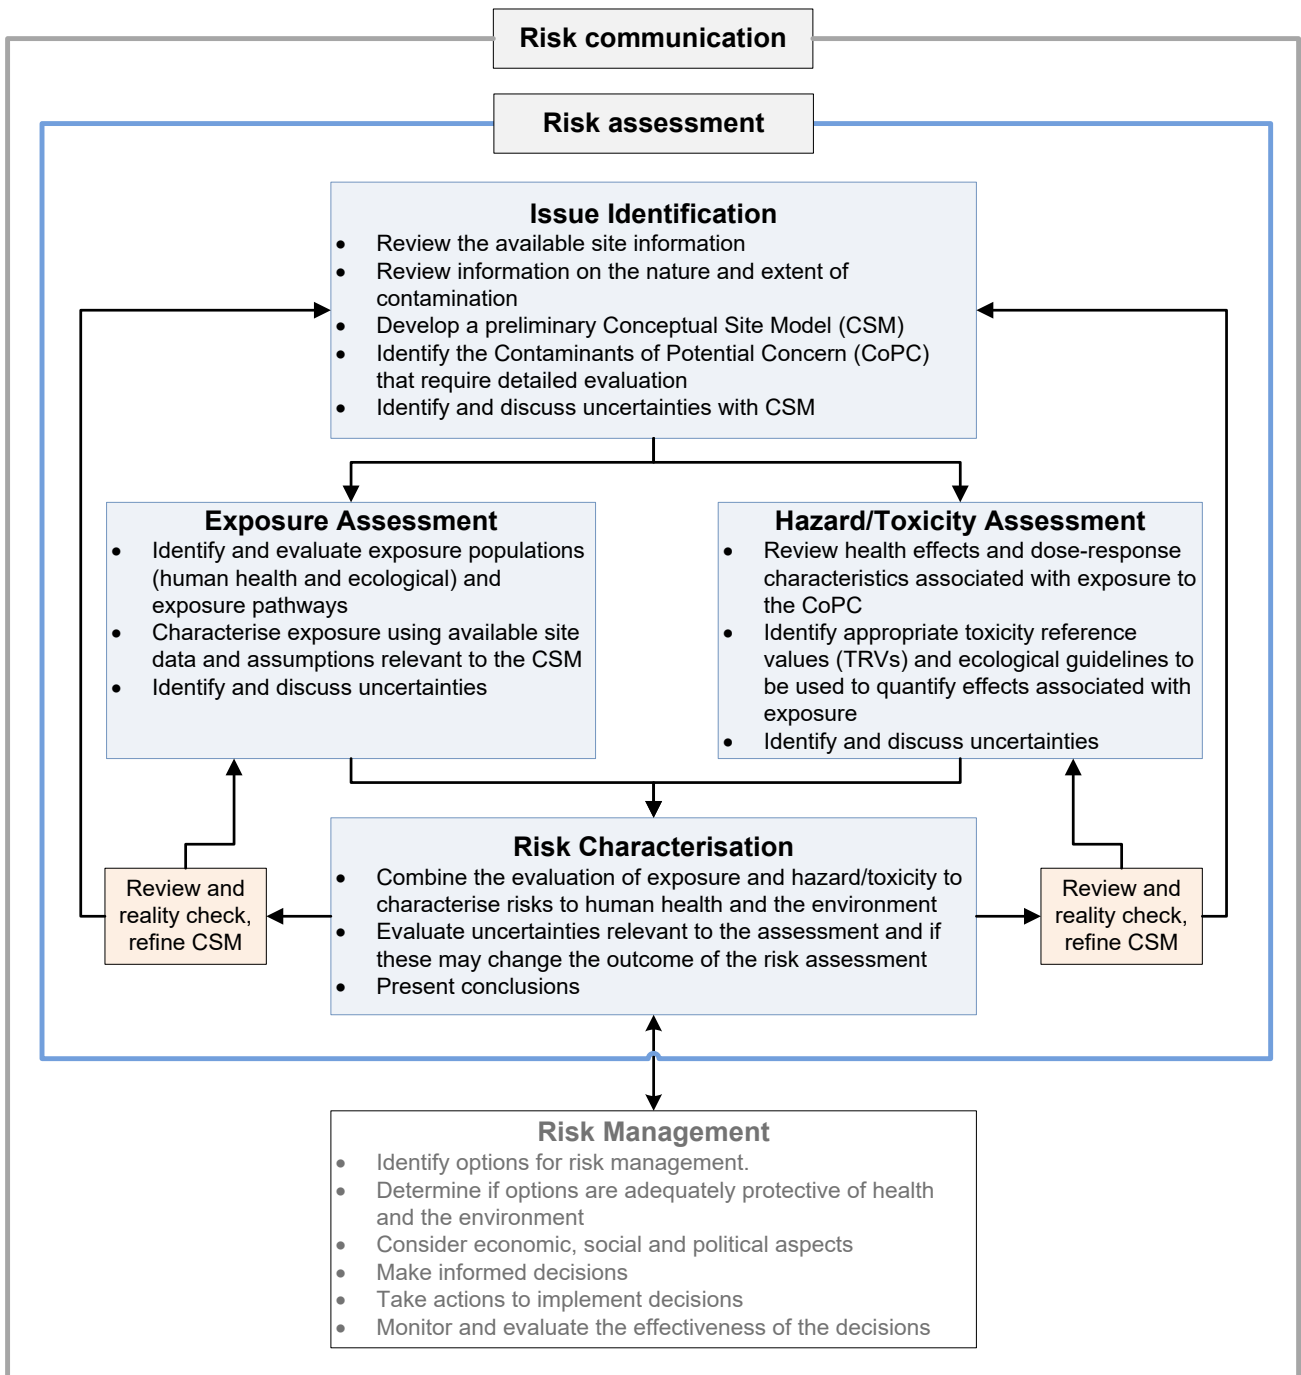 Risk communication
Risk assessment
Issue Identification
• Review the available site information
• Review information on the nature and extent of
contamination
• Develop a preliminary Conceptual Site Model (CSM)
• Identify the Contaminants of Potential Concern (CoPC)
that require detailed evaluation
• Identify and discuss uncertainties with CSM
Exposure Assessment
• Identify and evaluate exposure populations
(human health and ecological) and
exposure pathways
• Characterise exposure using available site
data and assumptions relevant to the CSM
• Identify and discuss uncertainties
Hazard/Toxicity Assessment
• Review health effects and dose-response
characteristics associated with exposure to
the CoPC
• Identify appropriate toxicity reference
values (TRVs) and ecological guidelines to
be used to quantify effects associated with
exposure
• Identify and discuss uncertainties
Review and
reality check,
refine CSM
Risk Characterisation
• Combine the evaluation of exposure and hazard/toxicity to
characterise risks to human health and the environment
• Evaluate uncertainties relevant to the assessment and if
these may change the outcome of the risk assessment
• Present conclusions
Review and
reality check,
refine CSM
Risk Management
• Identify options for risk management.
• Determine if options are adequately protective of health
and the environment
• Consider economic, social and political aspects
• Make informed decisions
• Take actions to implement decisions
• Monitor and evaluate the effectiveness of the decisions